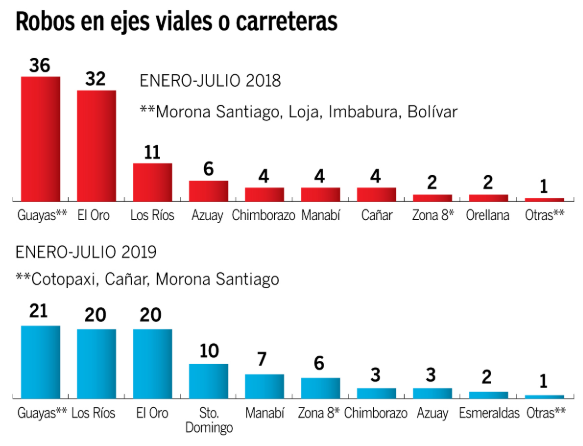 Robos en ejes viales o carreteras
36 32 11 6 4 4 4 2 2 1
ENERO-JULIO 2018
**Morona Santiago, Loja, Imbabura, Bolívar
Guayas** El Oro Los Ríos Azuay Chimborazo Manabí Cañar Zona 8* Orellana Otras**
ENERO-JULIO 2019
**Cotopaxi, Cañar, Morona Santiago
21 20 20 10 7 6 3 3 2 1
Guayas** Los Ríos El Oro Sto. Manabí Zona 8* Chimborazo Azuay Esmeraldas Otras**
Domingo